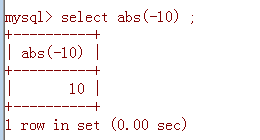 mysql> select abs(-10) ;
+----------+
| abs(-10) |
+----------+
|       10 |
+----------+
1 row in set (0.00 sec)